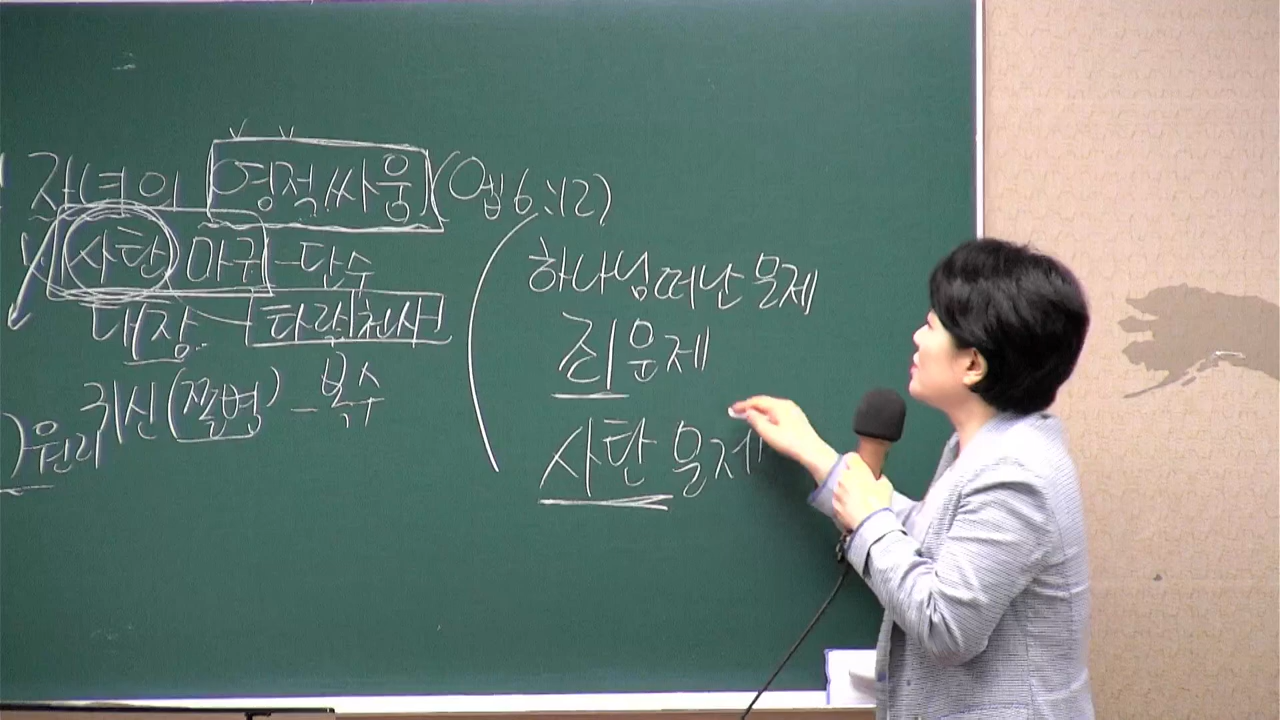 자녀의 영적싸움 (엡6:12)
(사탄) 마귀 - 단수
대장 타락천사
귀신 (쫄병) - 복수
)원리
하나님 떠난 문제
죄 문제
사탄 문제